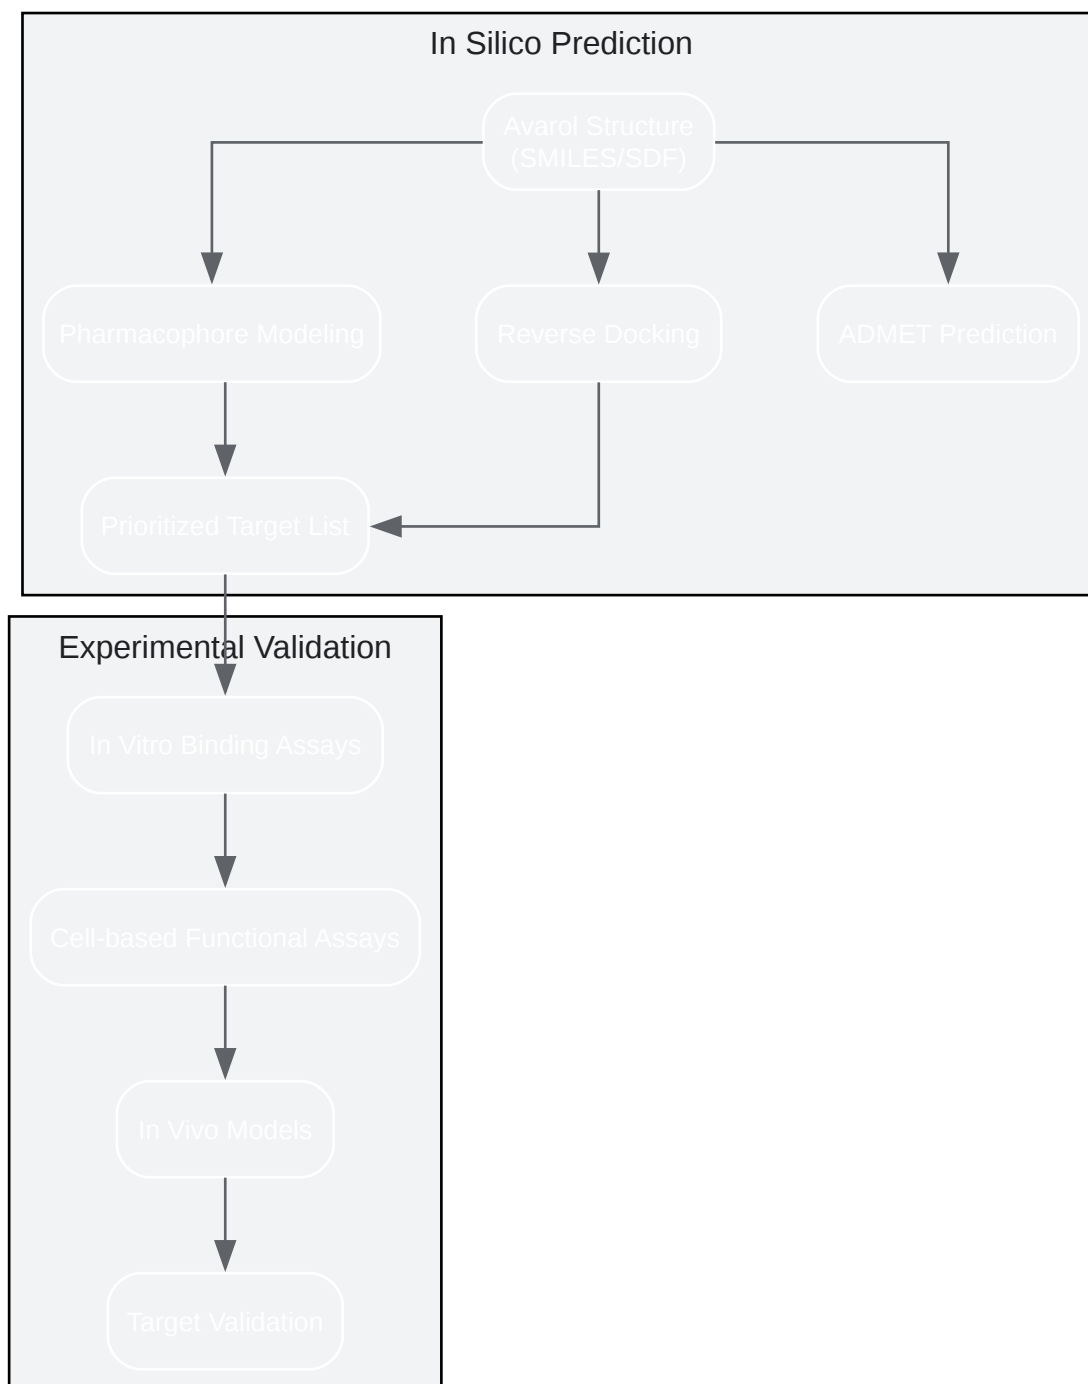 In Silico Prediction
Avarol Structure
(SMILES/SDF)
Pharmacophore Modeling
Reverse Docking
ADMET Prediction
Prioritized Target List
Experimental Validation
In Vitro Binding Assays
Cell-based Functional Assays
In Vivo Models
Target Validation